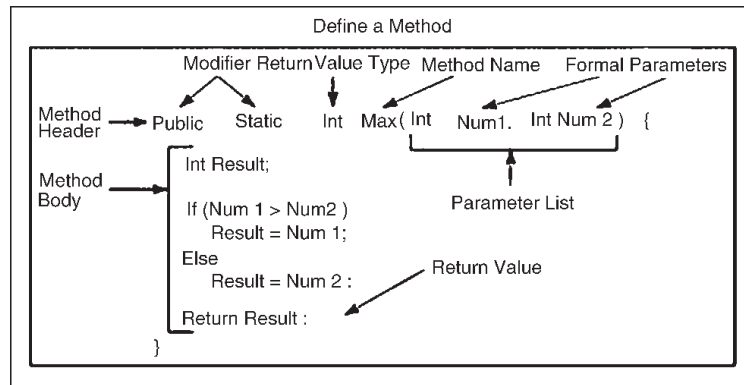 Define a Method
Modifier Return Value Type Method Name Formal Parameters
Method Header
Public Static Int Max( Int Num1. Int Num 2 ) {
Method Body
Int Result;
If (Num 1 > Num2 )
Result = Num 1;
Parameter List
Else
Result = Num 2 :
Return Value
Return Result :
}